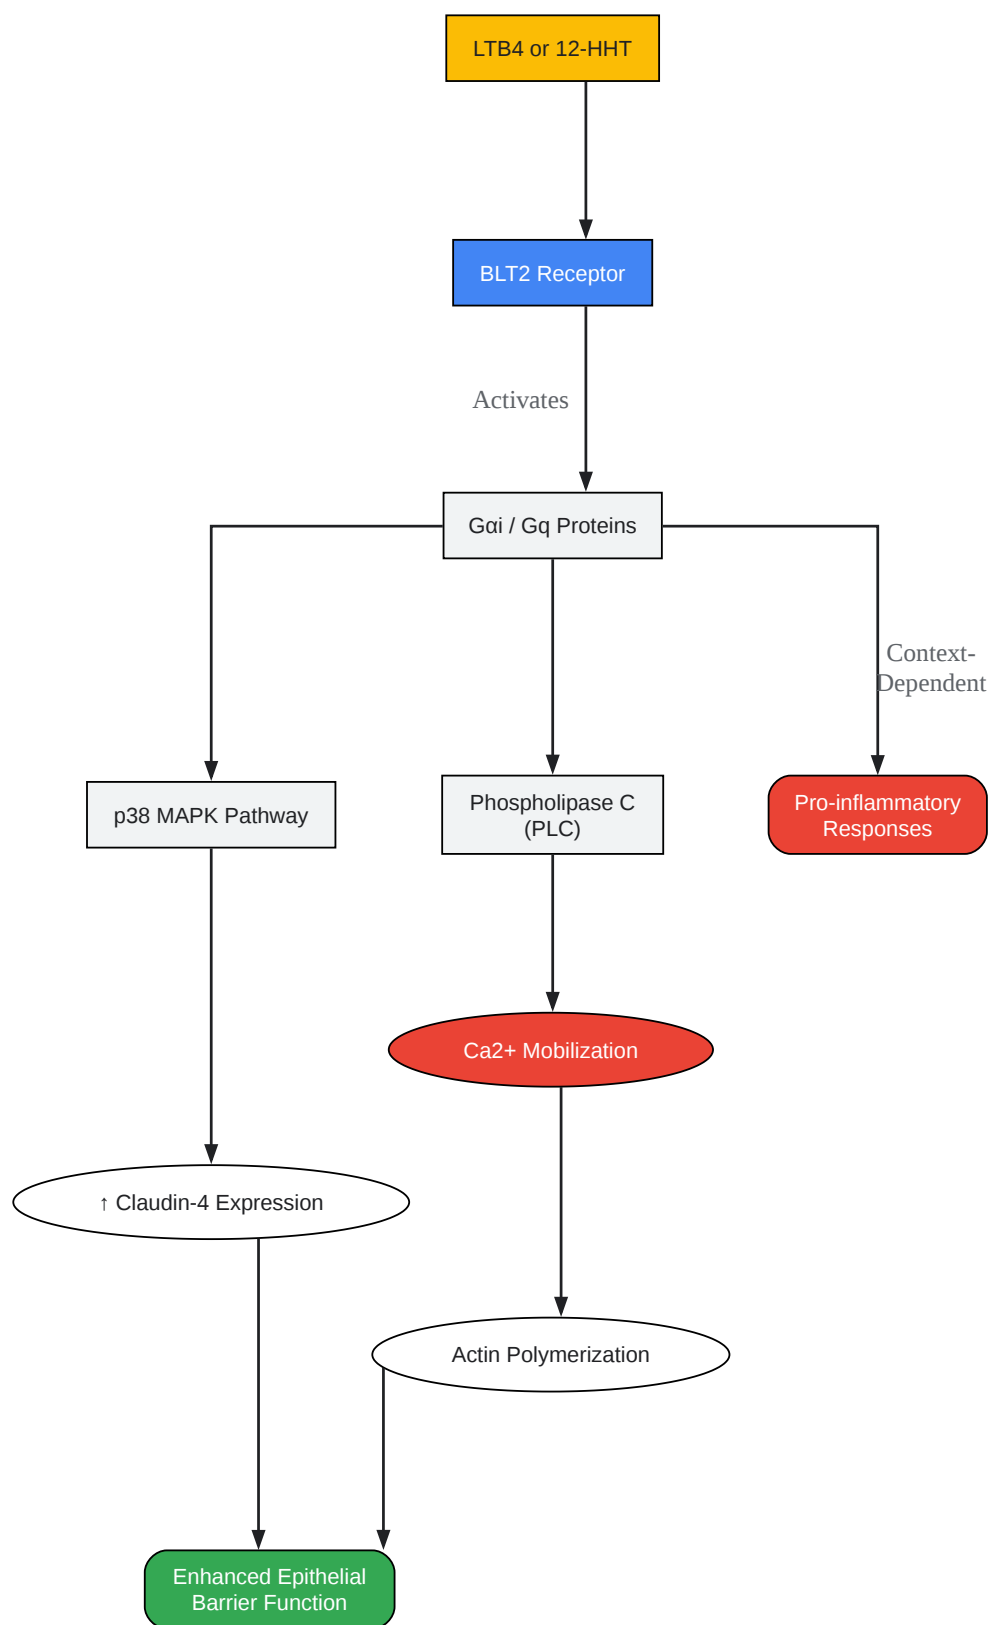 LTB4 or 12-HHT
BLT2 Receptor
Activates
Gαi / Gq Proteins
Context-
Dependent
p38 MAPK Pathway
Phospholipase C
(PLC)
Pro-inflammatory
Responses
Ca2+ Mobilization
↑ Claudin-4 Expression
Actin Polymerization
Enhanced Epithelial
Barrier Function